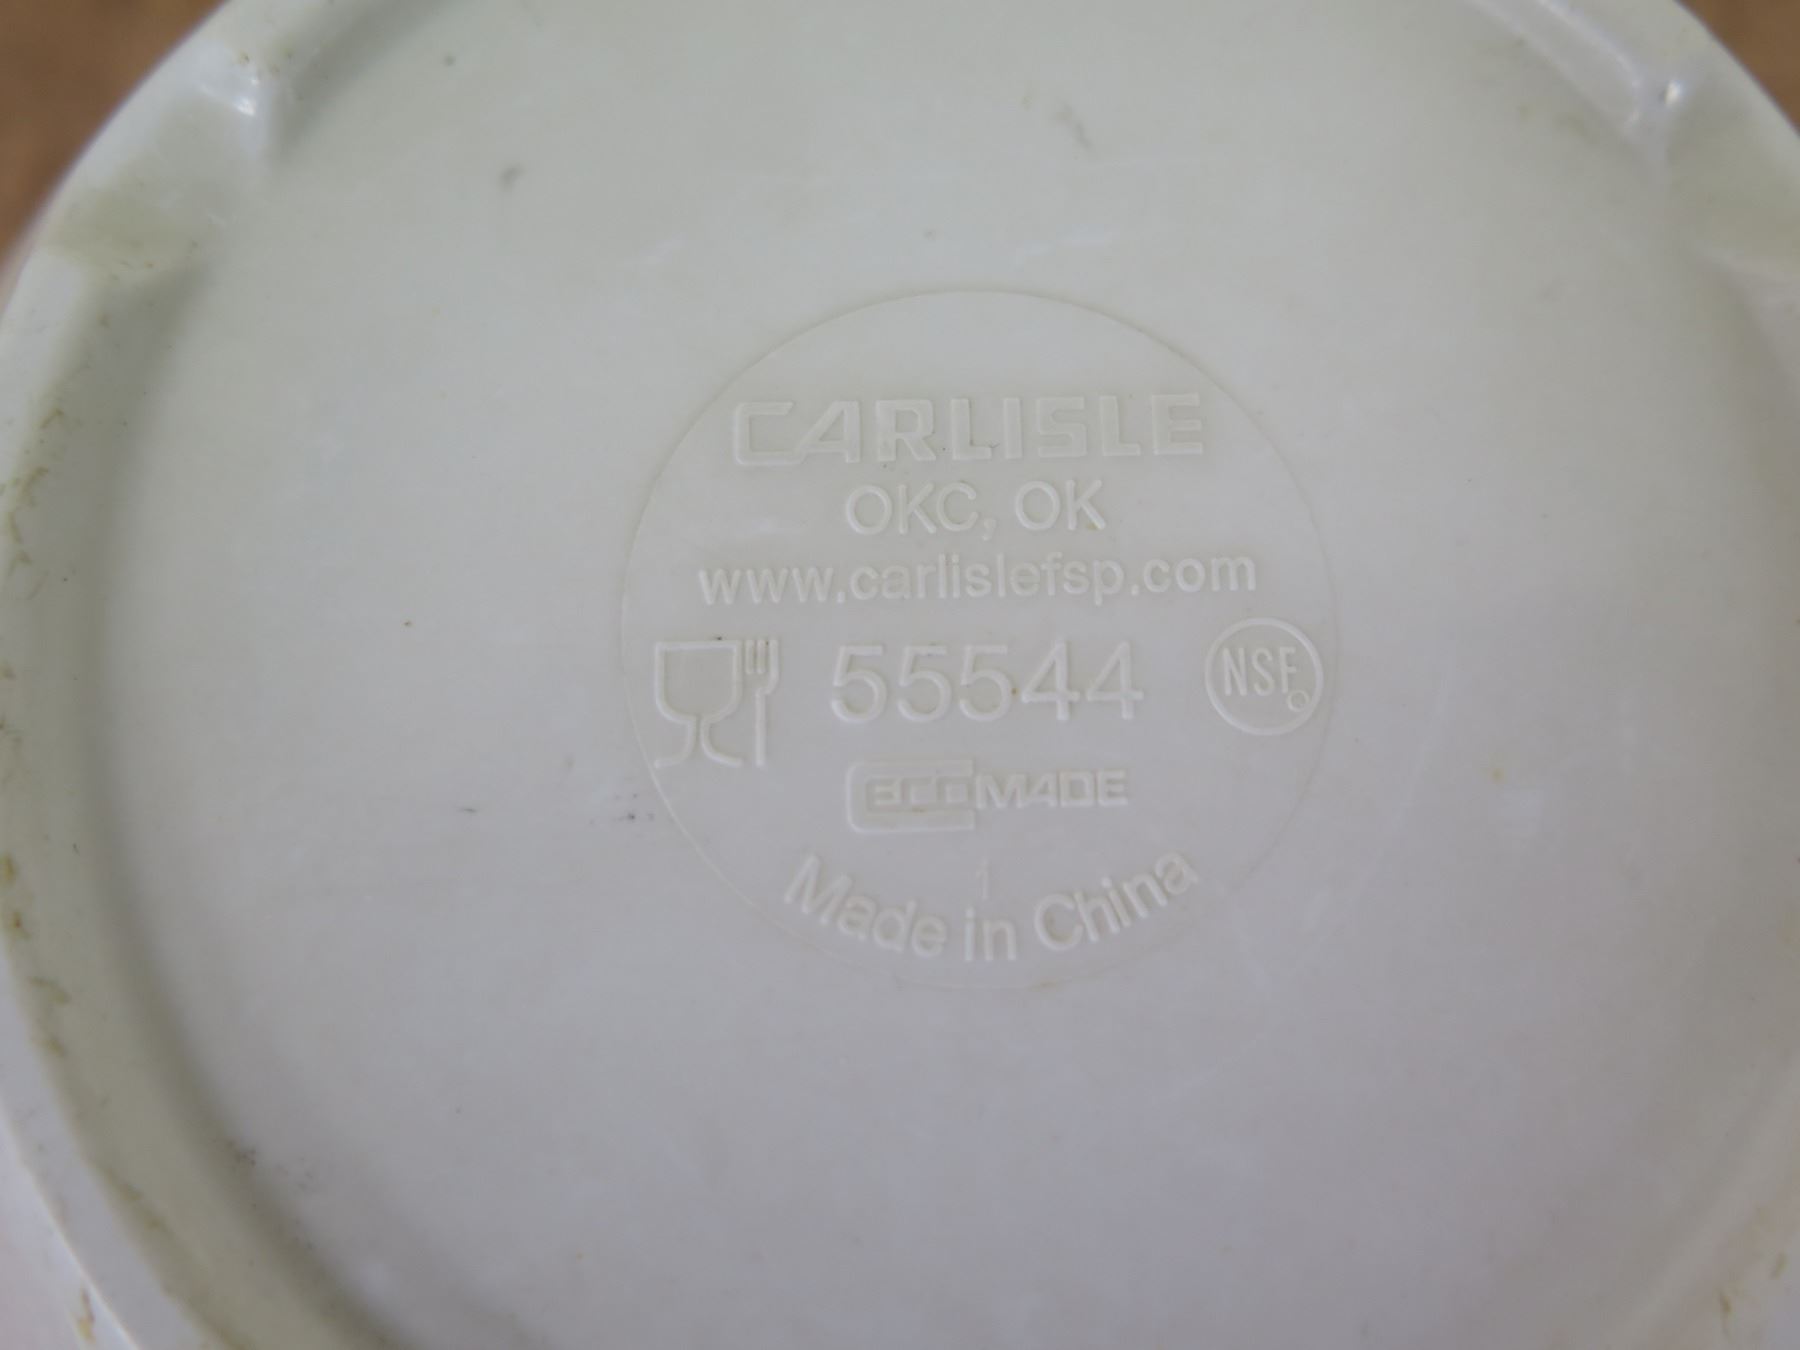 CARLISLE
OKC, OK
www.carlislefsp.com
55544
NSF
ECOMADE
1
Made in China